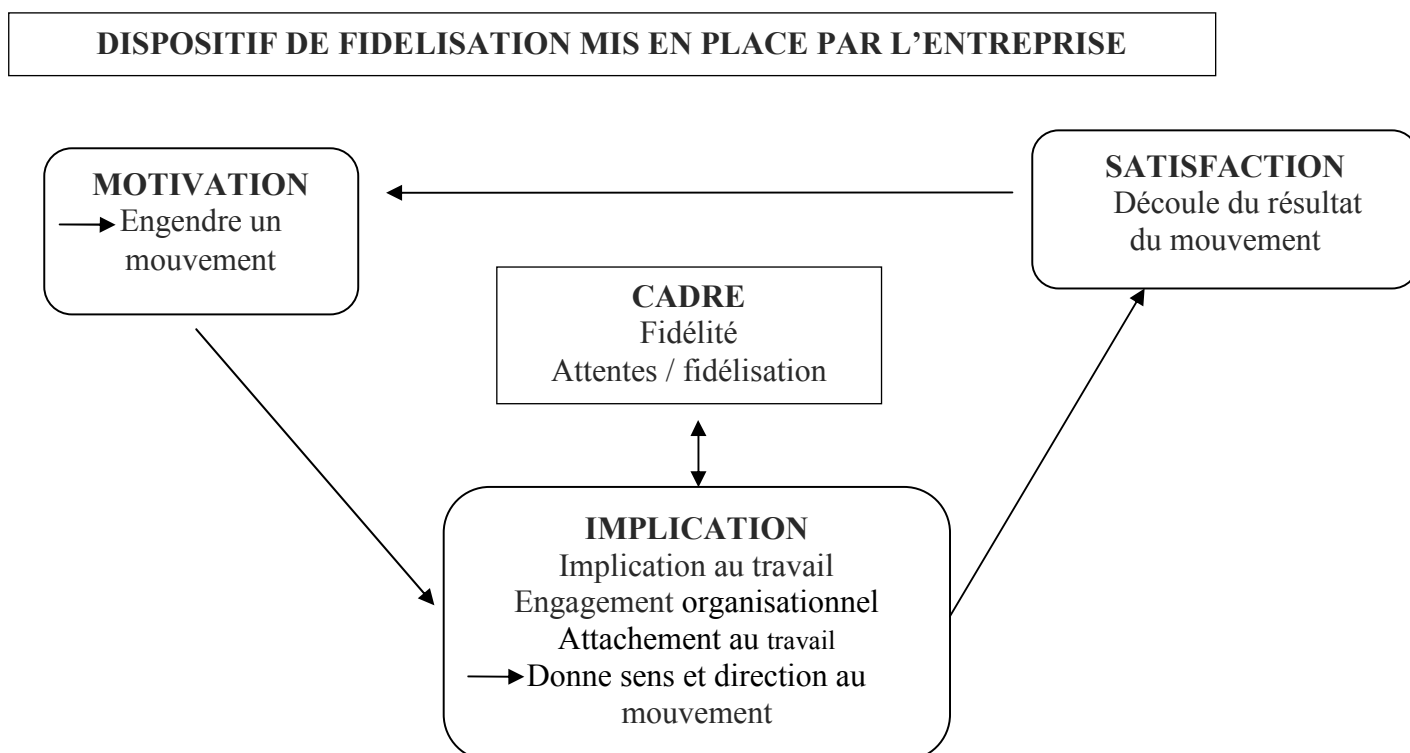 DISPOSITIF DE FIDELISATION MIS EN PLACE PAR L’ENTREPRISE
MOTIVATION
Engendre un
mouvement
SATISFACTION
Découle du résultat
du mouvement
CADRE
Fidélité
Attentes / fidélisation
IMPLICATION
Implication au travail
Engagement organisationnel
Attachement au travail
Donne sens et direction au
mouvement